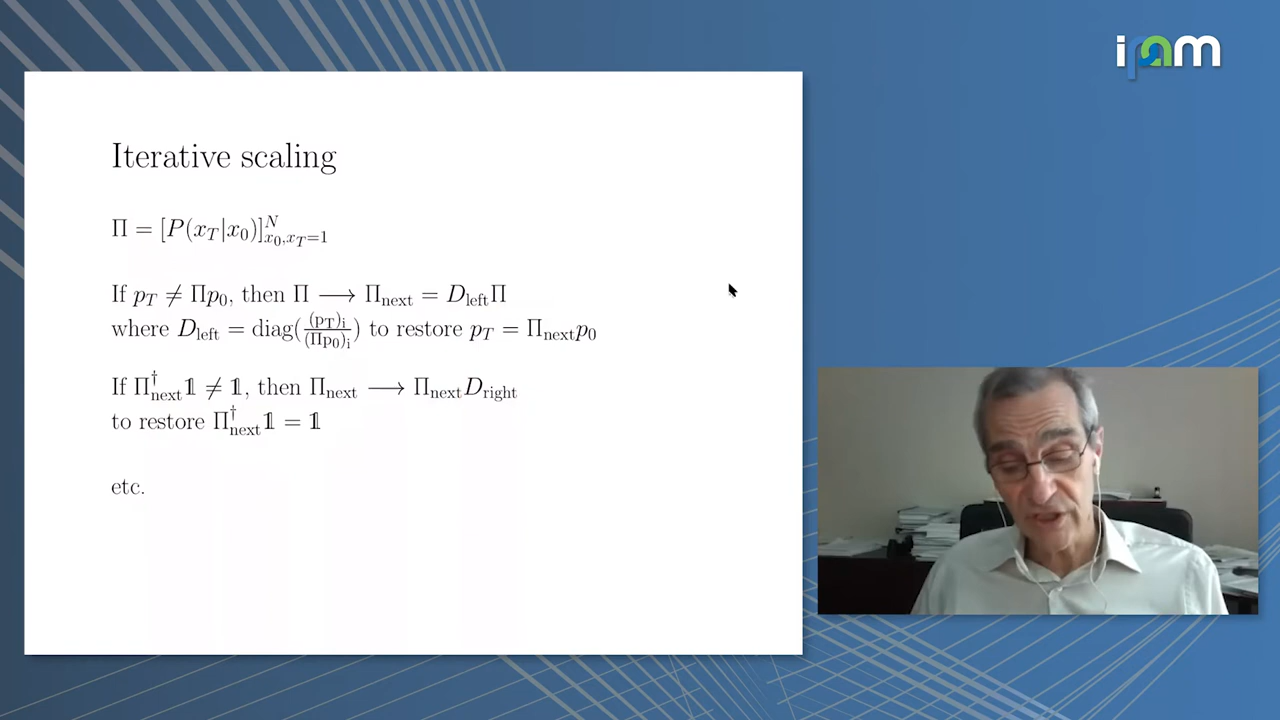 ipam
Iterative scaling
Π = [P(x_T|x_0)]^N_{x_0,x_T=1}
If p_T ≠ Πp_0, then Π ⟶ Π_next = D_left Π
where D_left = diag((p_T)_i / (Πp_0)_i) to restore p_T = Π_next p_0
If Π†_next 𝟙 ≠ 𝟙, then Π_next ⟶ Π_next D_right
to restore Π†_next 𝟙 = 𝟙
etc.